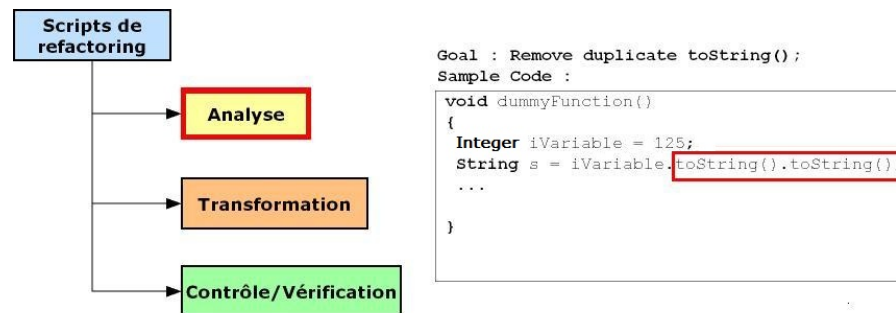 Scripts de
refactoring
Analyse
Transformation
Contrôle/Vérification
Goal : Remove duplicate toString();
Sample Code :
void dummyFunction()
{
Integer iVariable = 125;
String s = iVariable.toString().toString()
...
}